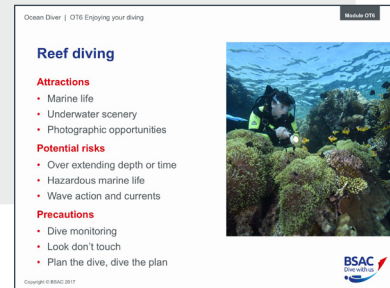 Ocean Diver | OT6 Enjoying your diving
Module OT6
Reef diving
Attractions
• Marine life
• Underwater scenery
• Photographic opportunities
Potential risks
• Over extending depth or time
• Hazardous marine life
• Wave action and currents
Precautions
• Dive monitoring
• Look don't touch
• Plan the dive, dive the plan
BSAC
Dive with us
Copyright © BSAC 2017